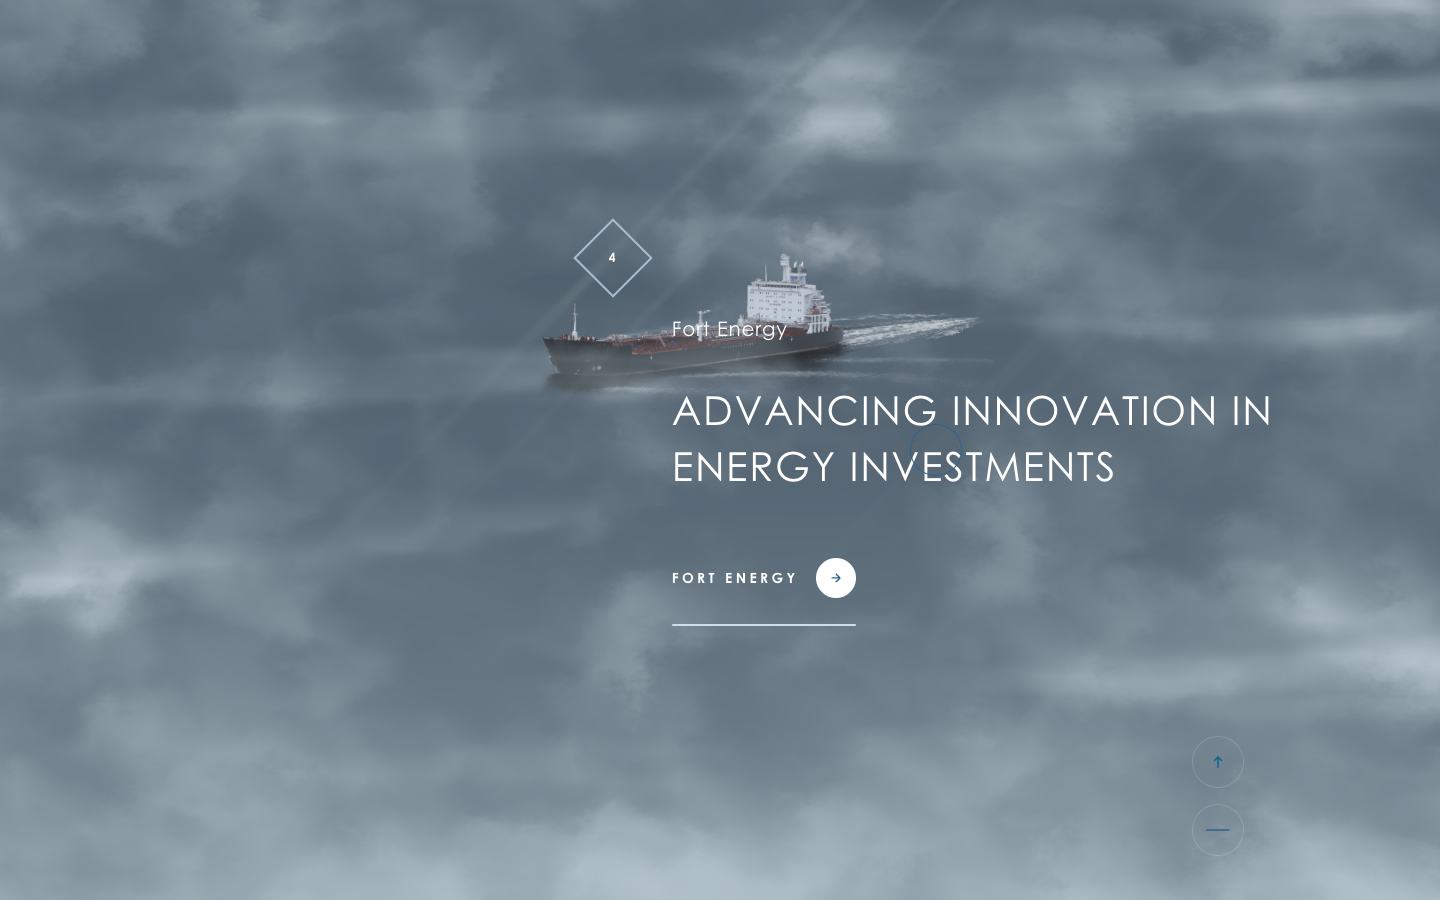 4
Fort Energy
ADVANCING INNOVATION IN
ENERGY INVESTMENTS
FORT ENERGY